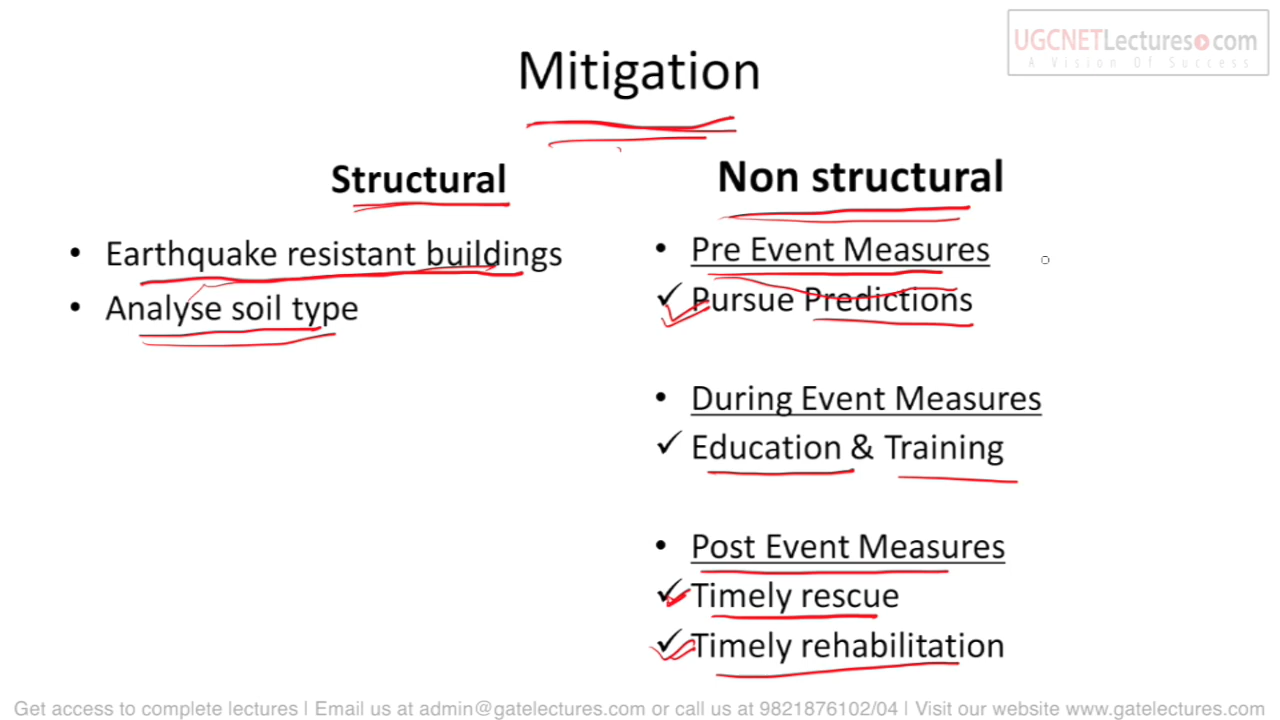 UGCNETLectures.com
A Vision Of Success
Mitigation
Structural
• Earthquake resistant buildings
• Analyse soil type
Non structural
• Pre Event Measures
✓ Pursue Predictions
• During Event Measures
✓ Education & Training
• Post Event Measures
✓ Timely rescue
✓ Timely rehabilitation
Get access to complete lectures | Email us at admin@gatelectures.com or call us at 9821876102/04 | Visit our website www.gatelectures.com